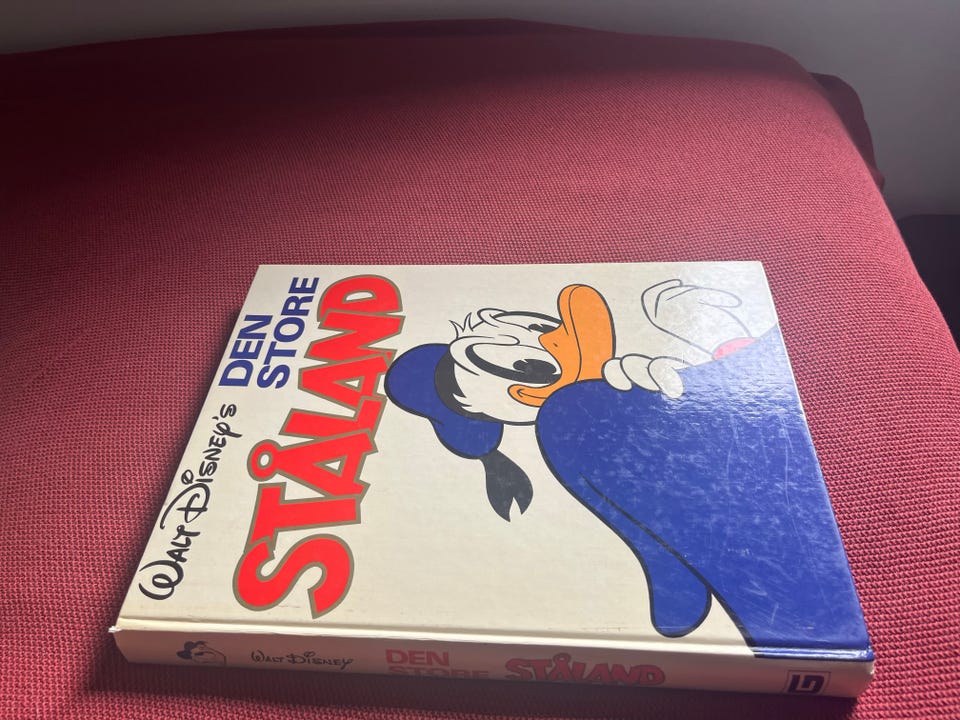 WALT DISNEY'S
DEN
STORE
STÅLAND
WALT DISNEY
DEN
STORE
STÅLAND